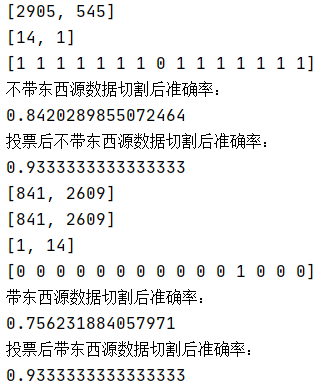 [2905, 545]
[14, 1]
[1 1 1 1 1 1 1 0 1 1 1 1 1 1 1]
不带东西源数据切割后准确率：
0.8420289855072464
投票后不带东西源数据切割后准确率：
0.9333333333333333
[841, 2609]
[841, 2609]
[1, 14]
[0 0 0 0 0 0 0 0 0 0 0 1 0 0 0]
带东西源数据切割后准确率：
0.756231884057971
投票后带东西源数据切割后准确率：
0.9333333333333333